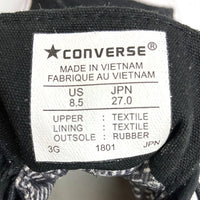 ★CONVERSE®
MADE IN VIETNAM
FABRIQUE AU VIETNAM
US JPN
8.5 27.0
UPPER : TEXTILE
LINING : TEXTILE
OUTSOLE : RUBBER
3G 1801 JPN